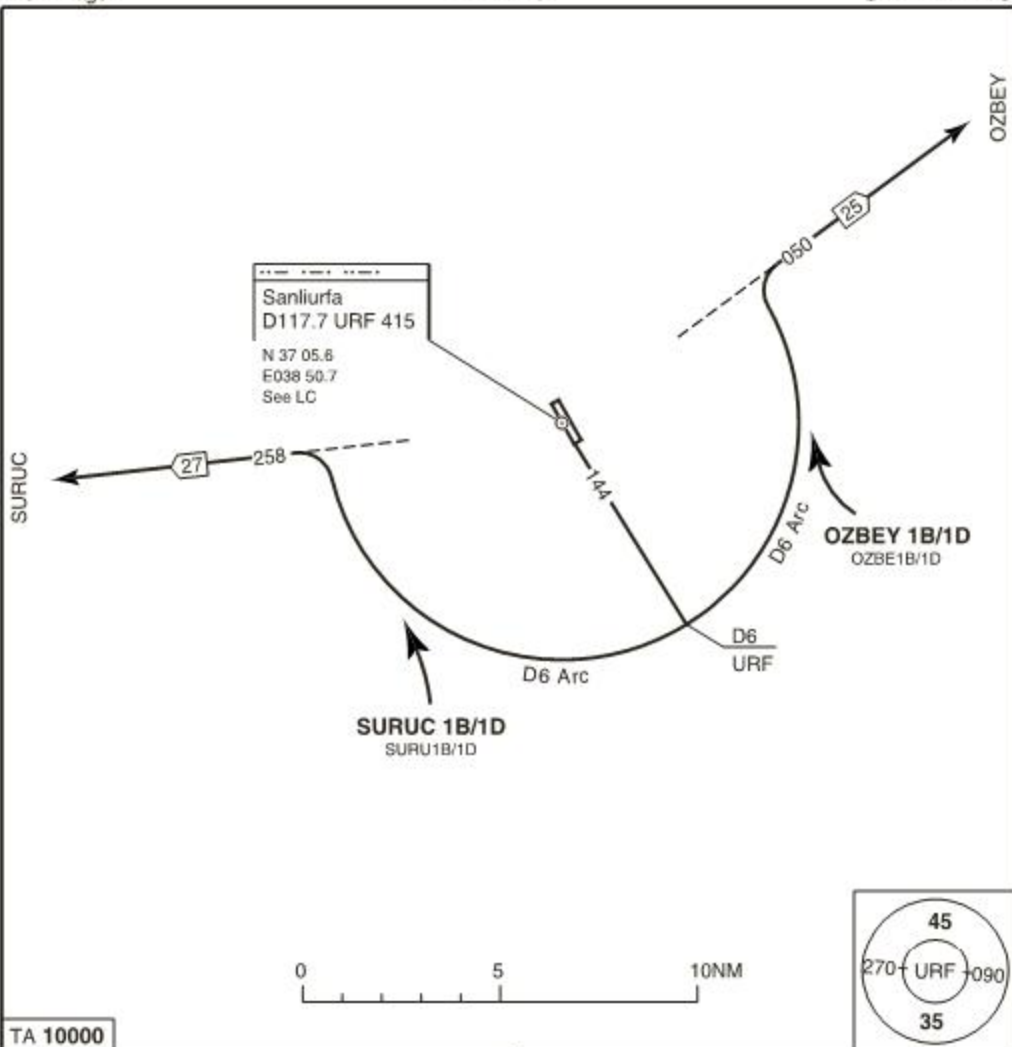 OZBEY
25
050
Sanliurfa
D117.7 URF 415
N 37 05.6
E038 50.7
See LC
SURUC
27
258
144
D6 Arc
OZBEY 1B/1D
OZBE1B/1D
D6
URF
D6 Arc
SURUC 1B/1D
SURU1B/1D
45
270
URF
090
35
0 5 10NM
TA 10000